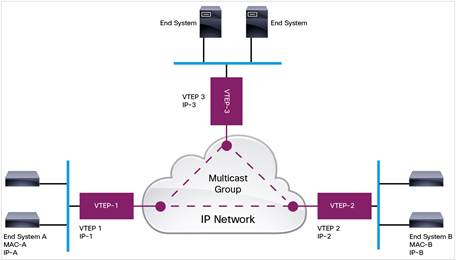 End System
End System
VTEP 3
IP-3
VTEP-3
Multicast
Group
IP Network
VTEP-1
VTEP-2
VTEP 1
IP-1
VTEP 2
IP-2
End System A
MAC-A
IP-A
End System B
MAC-B
IP-B